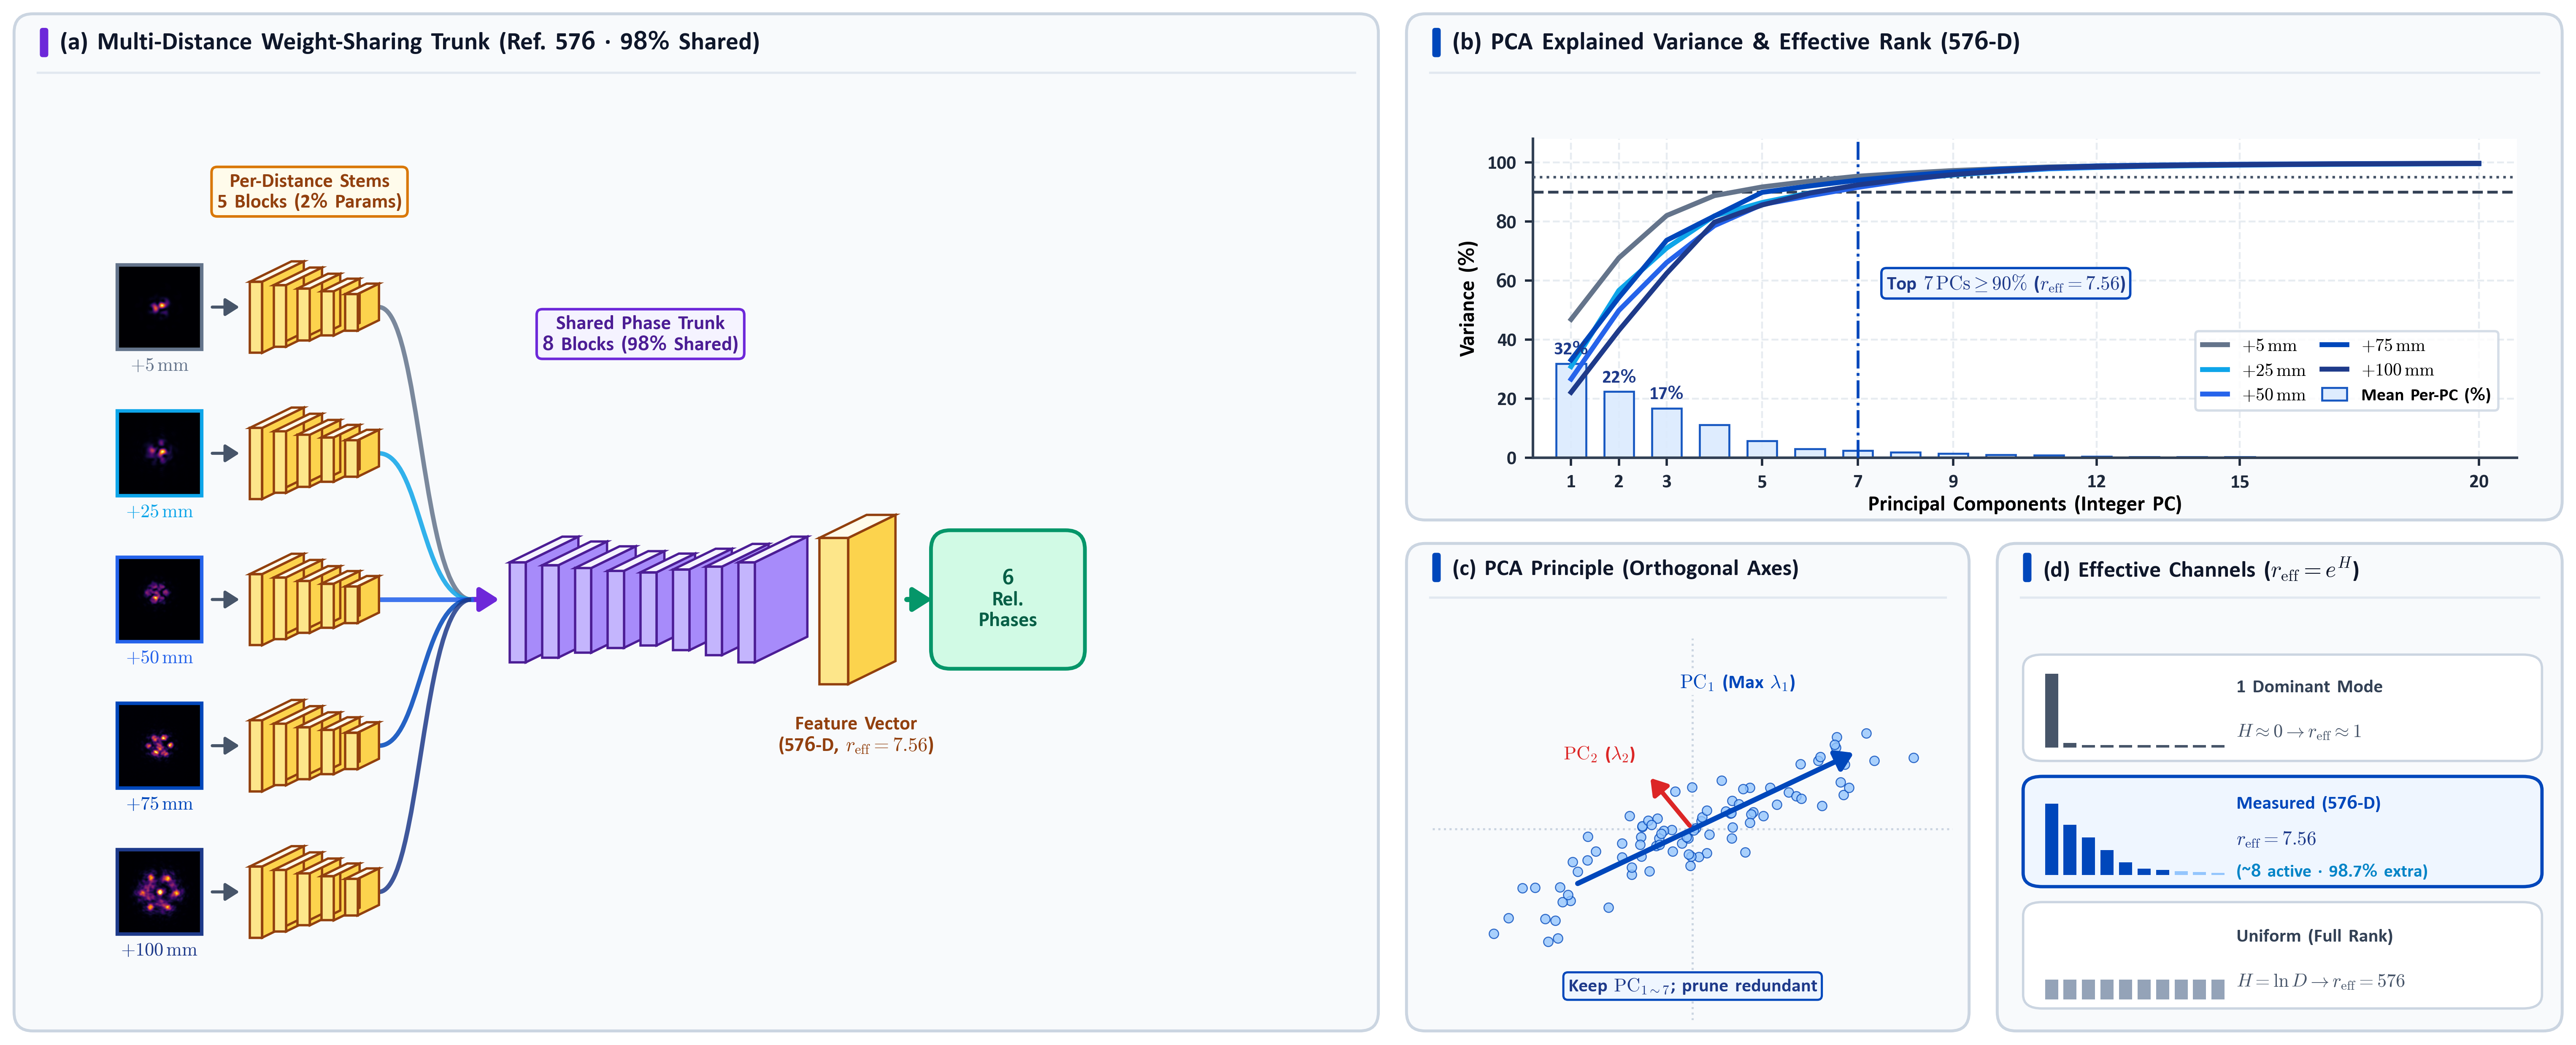 (a) Multi-Distance Weight-Sharing Trunk (Ref. 576 · 98% Shared)
Per-Distance Stems
5 Blocks (2% Params)
+5 mm
+25 mm
+50 mm
+75 mm
+100 mm
Shared Phase Trunk
8 Blocks (98% Shared)
Feature Vector
(576-D, r_eff = 7.56)
6
Rel.
Phases
(b) PCA Explained Variance & Effective Rank (576-D)
Variance (%)
100
80
60
40
20
0
32%
22%
17%
Top 7 PCs ≥ 90% (r_eff = 7.56)
+5 mm
+25 mm
+50 mm
+75 mm
+100 mm
Mean Per-PC (%)
1 2 3 5 7 9 12 15 20
Principal Components (Integer PC)
(c) PCA Principle (Orthogonal Axes)
PC₁ (Max λ₁)
PC₂ (λ₂)
Keep PC₁∼₇; prune redundant
(d) Effective Channels (r_eff = e^H)
1 Dominant Mode
H ≈ 0 → r_eff ≈ 1
Measured (576-D)
r_eff = 7.56
(~8 active · 98.7% extra)
Uniform (Full Rank)
H = ln D → r_eff = 576